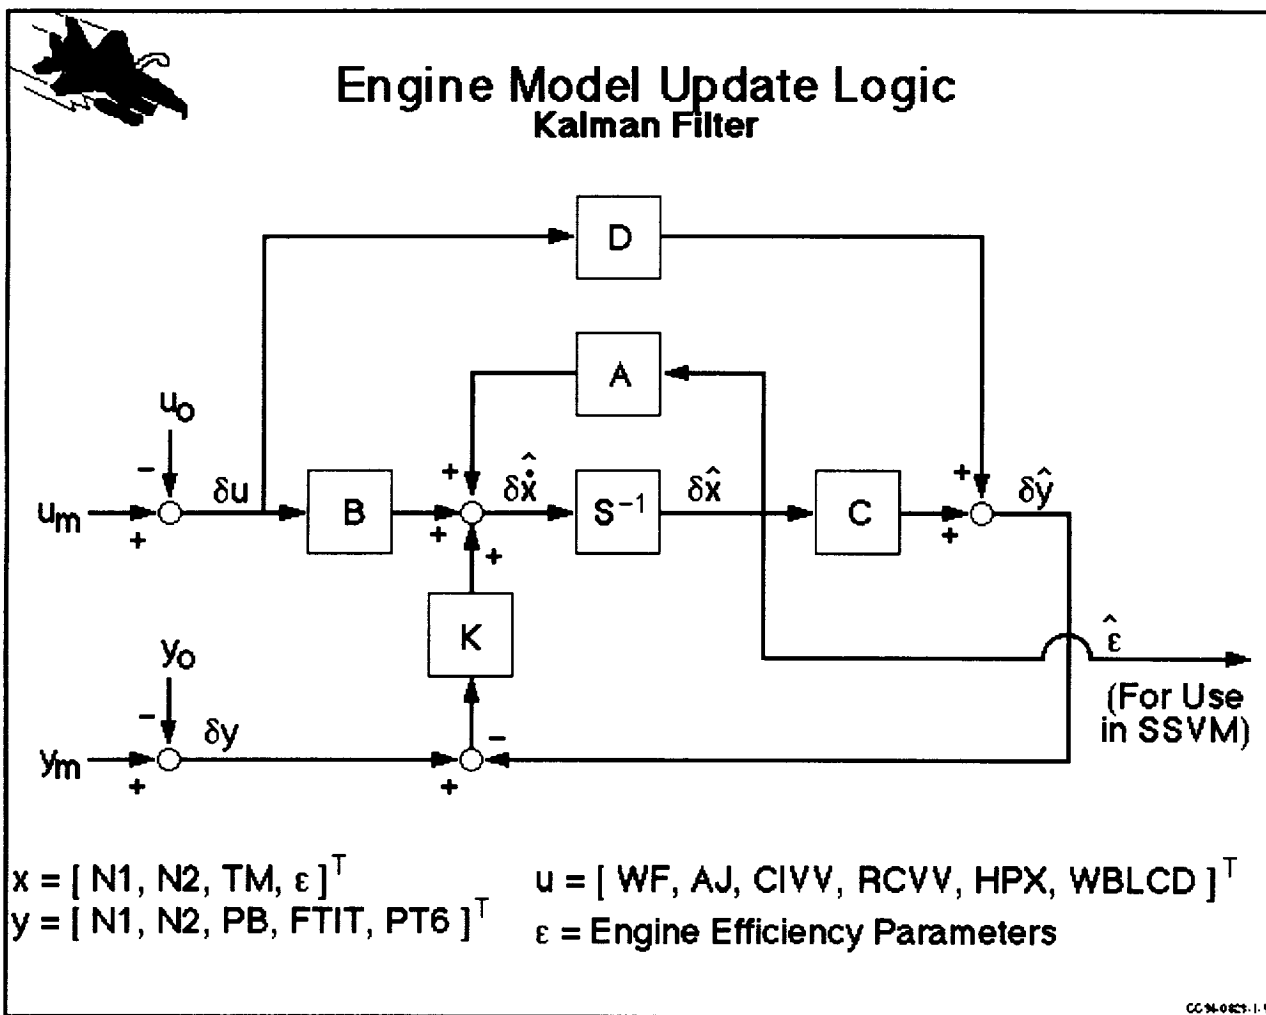 Engine Model Update Logic
Kalman Filter
D
A
u₀
− δu
+ δẋ̂ δx̂ + δŷ
uₘ B S⁻¹ C
+ + + +
K
y₀ ε̂
− δy − (For Use
in SSVM)
yₘ
+ +
x = [ N1, N2, TM, ε ]ᵀ
y = [ N1, N2, PB, FTIT, PT6 ]ᵀ
u = [ WF, AJ, CIVV, RCVV, HPX, WBLCD ]ᵀ
ε = Engine Efficiency Parameters